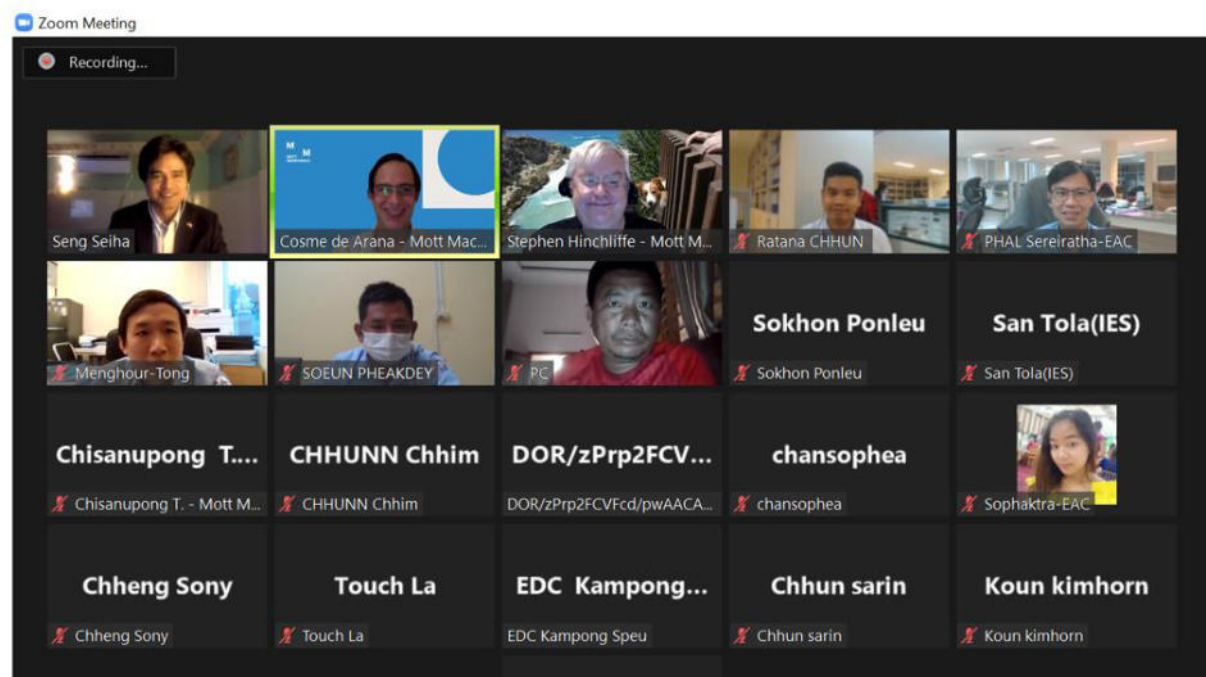 Zoom Meeting
Recording...
M
M
MOTT
MACDONALD
Seng Seiha
Cosme de Arana - Mott Mac...
Stephen Hinchliffe - Mott M...
Ratana CHHUN
PHAL Sereiratha-EAC
Menghour-Tong
SOEUN PHEAKDEY
PC
Sokhon Ponleu
Sokhon Ponleu
San Tola(IES)
San Tola(IES)
Chisanupong T....
Chisanupong T. - Mott M...
CHHUNN Chhim
CHHUNN Chhim
DOR/zPrp2FCV...
DOR/zPrp2FCVFcd/pwAACA...
chansophea
chansophea
Sophaktra-EAC
Chheng Sony
Chheng Sony
Touch La
Touch La
EDC Kampong...
EDC Kampong Speu
Chhun sarin
Chhun sarin
Koun kimhorn
Koun kimhorn